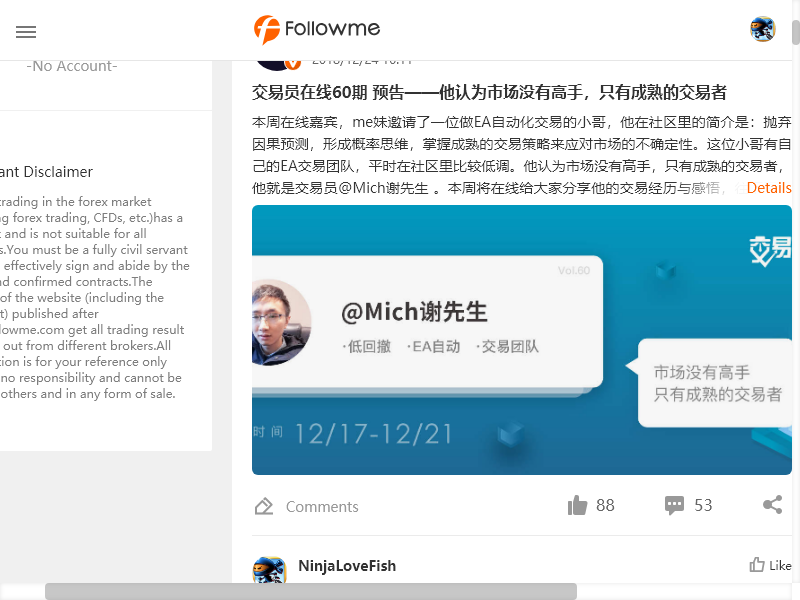 Followme
-No Account-
ant Disclaimer
trading in the forex market
g forex trading, CFDs, etc.)has a
and is not suitable for all
s.You must be a fully civil servant
effectively sign and abide by the
nd confirmed contracts.The
of the website (including the
t) published after
lowme.com get all trading result
out from different brokers.All
tion is for your reference only
no responsibility and cannot be
others and in any form of sale.
交易员在线60期 预告——他认为市场没有高手，只有成熟的交易者
本周在线嘉宾，me妹邀请了一位做EA自动化交易的小哥，他在社区里的简介是：抛弃
因果预测，形成概率思维，掌握成熟的交易策略来应对市场的不确定性。这位小哥有自
己的EA交易团队，平时在社区里比较低调。他认为市场没有高手，只有成熟的交易者，
他就是交易员@Mich谢先生 。本周将在线给大家分享他的交易经历与感悟， Details
交易
Vol.60
@Mich谢先生
·低回撤 ·EA自动 ·交易团队
市场没有高手
只有成熟的交易者
时间 12/17-12/21
Comments 88 53
NinjaLoveFish Like